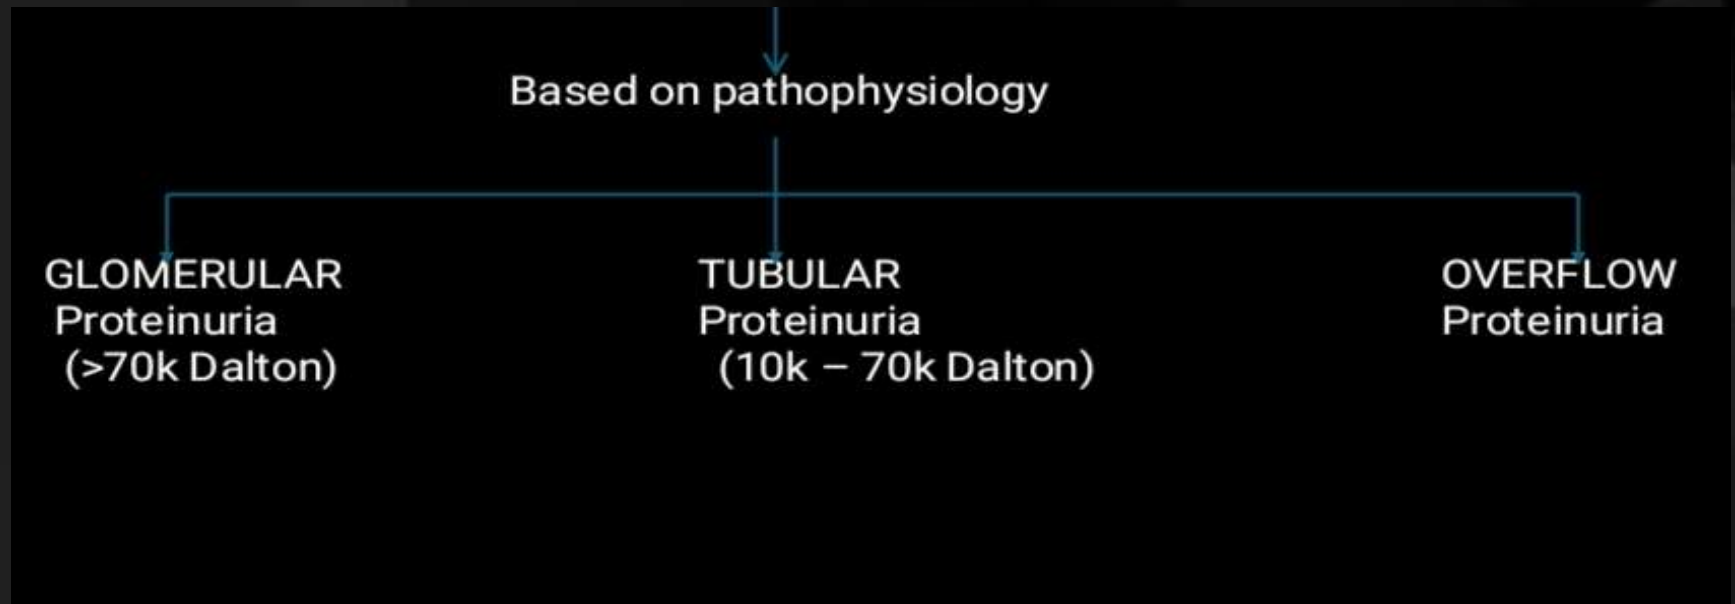 Based on pathophysiology
GLOMERULAR
Proteinuria
(>70k Dalton)
TUBULAR
Proteinuria
(10k – 70k Dalton)
OVERFLOW
Proteinuria